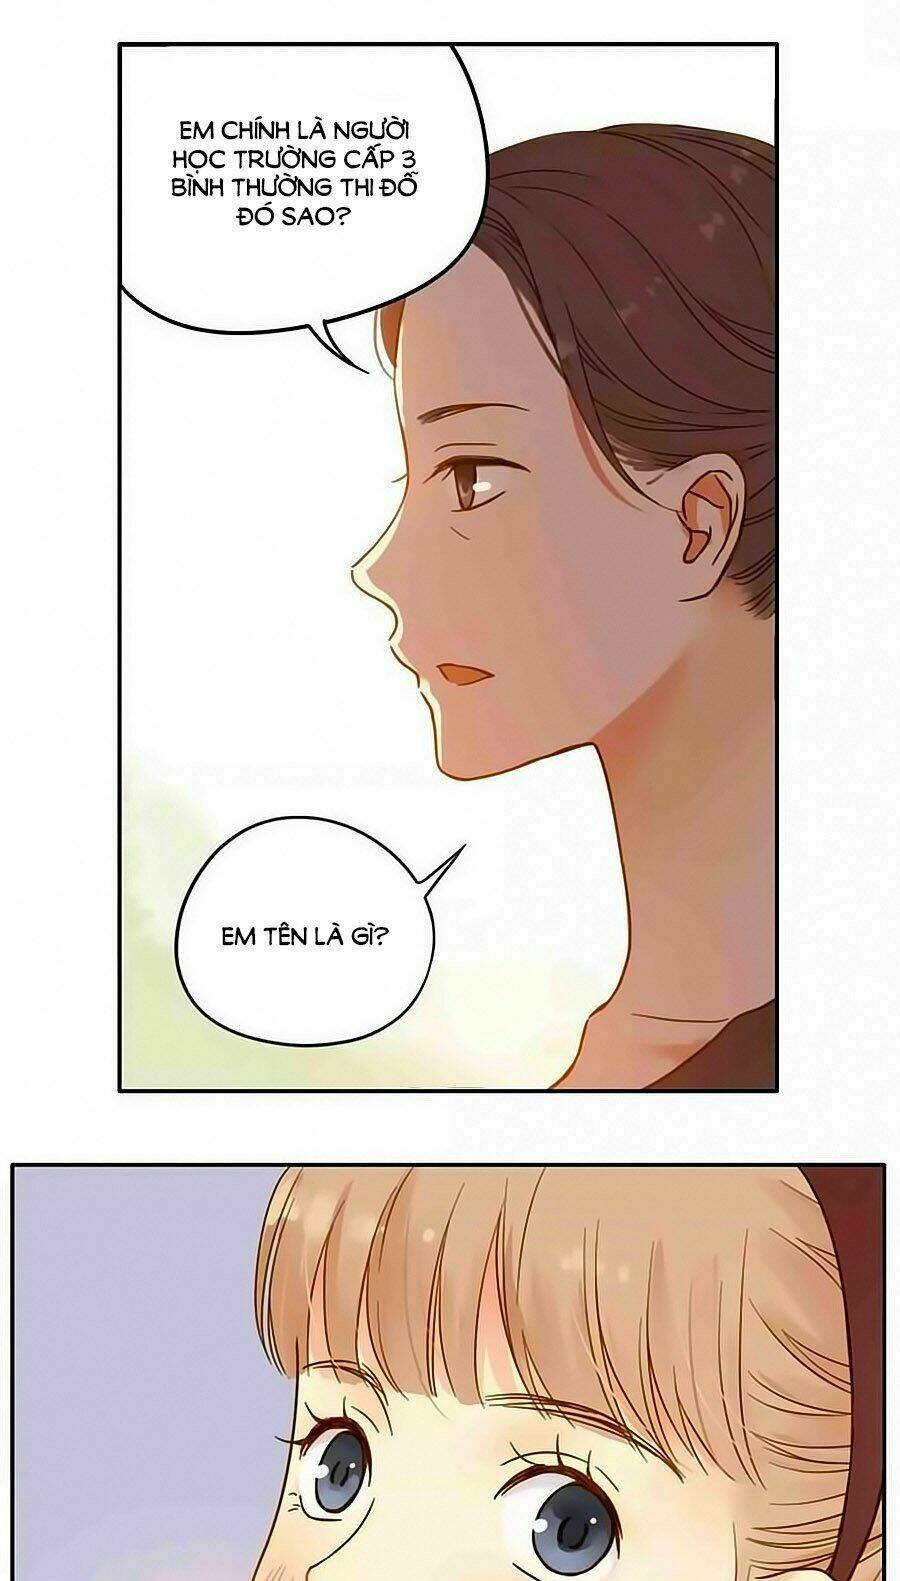 EM CHÍNH LÀ NGƯỜI
HỌC TRƯỜNG CẤP 3
BÌNH THƯỜNG THI ĐỖ
ĐÓ SAO?
EM TÊN LÀ GÌ?